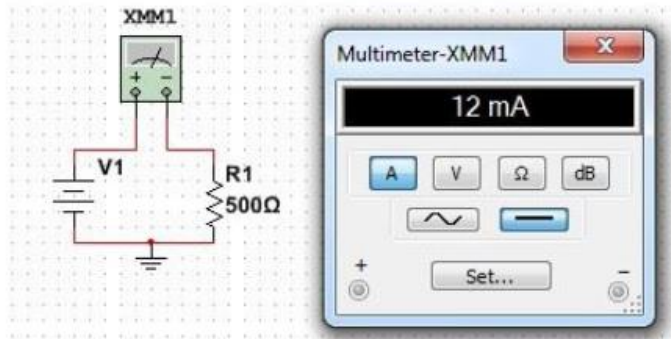 XMM1
+ −
V1
R1
500Ω
Multimeter-XMM1
12 mA
A V Ω dB
+ Set... −